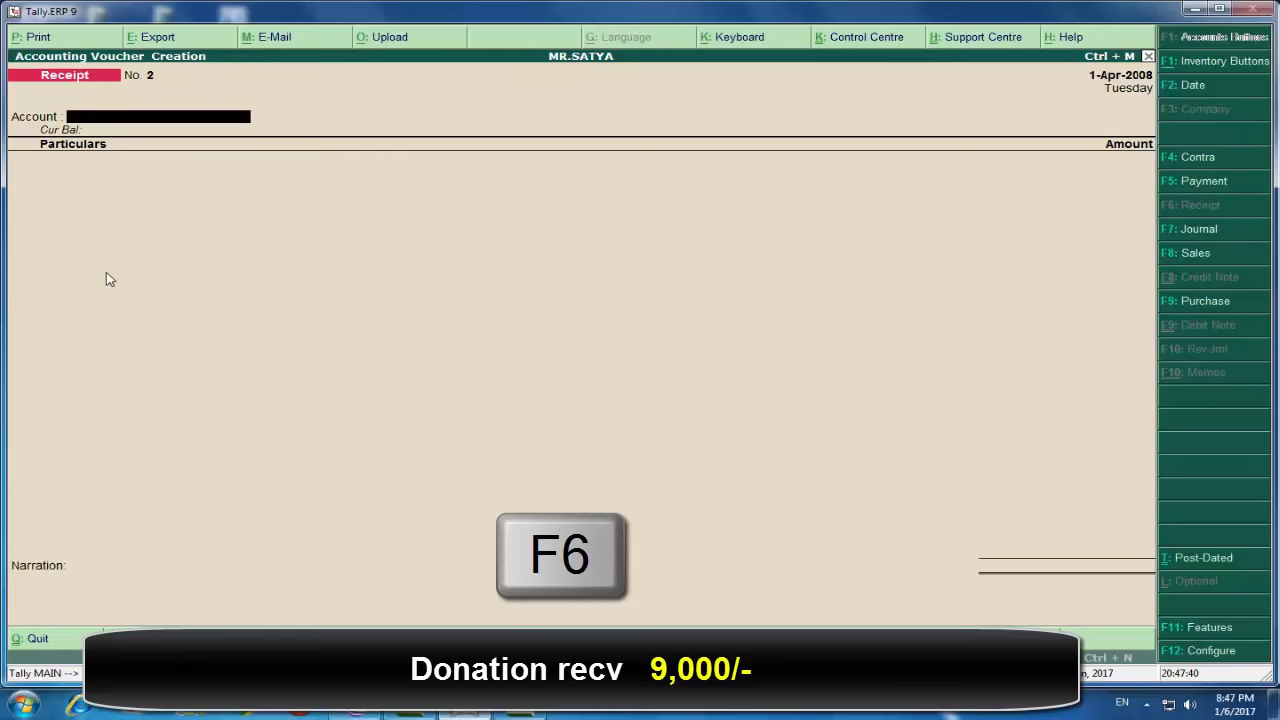 Tally.ERP 9
P: Print E: Export M: E-Mail O: Upload G: Language K: Keyboard K: Control Centre H: Support Centre H: Help
Accounting Voucher Creation MR.SATYA Ctrl + M
Receipt No. 2 1-Apr-2008
Tuesday
Account :
Cur Bal:
Particulars Amount
F1: Inventory Buttons
F2: Date
F3: Company
F4: Contra
F5: Payment
F6: Receipt
F7: Journal
F8: Sales
F8: Credit Note
F9: Purchase
F9: Debit Note
F10: Rev Jrnl
F10: Memos
F6
Narration:
T: Post-Dated
L: Optional
F11: Features
F12: Configure
Q: Quit
Ctrl + N
Donation recv 9,000/-
Tally MAIN --> , 2017 20:47:40
EN 8:47 PM
1/6/2017